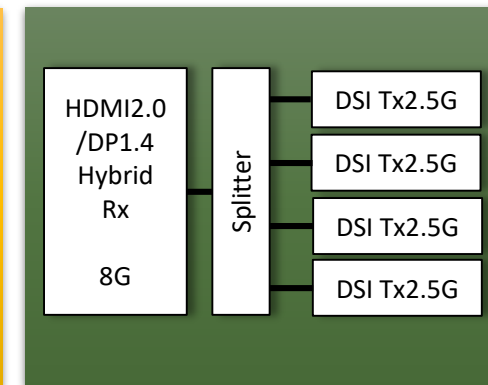 HDMI2.0
/DP1.4
Hybrid
Rx
8G
Splitter
DSI Tx2.5G
DSI Tx2.5G
DSI Tx2.5G
DSI Tx2.5G